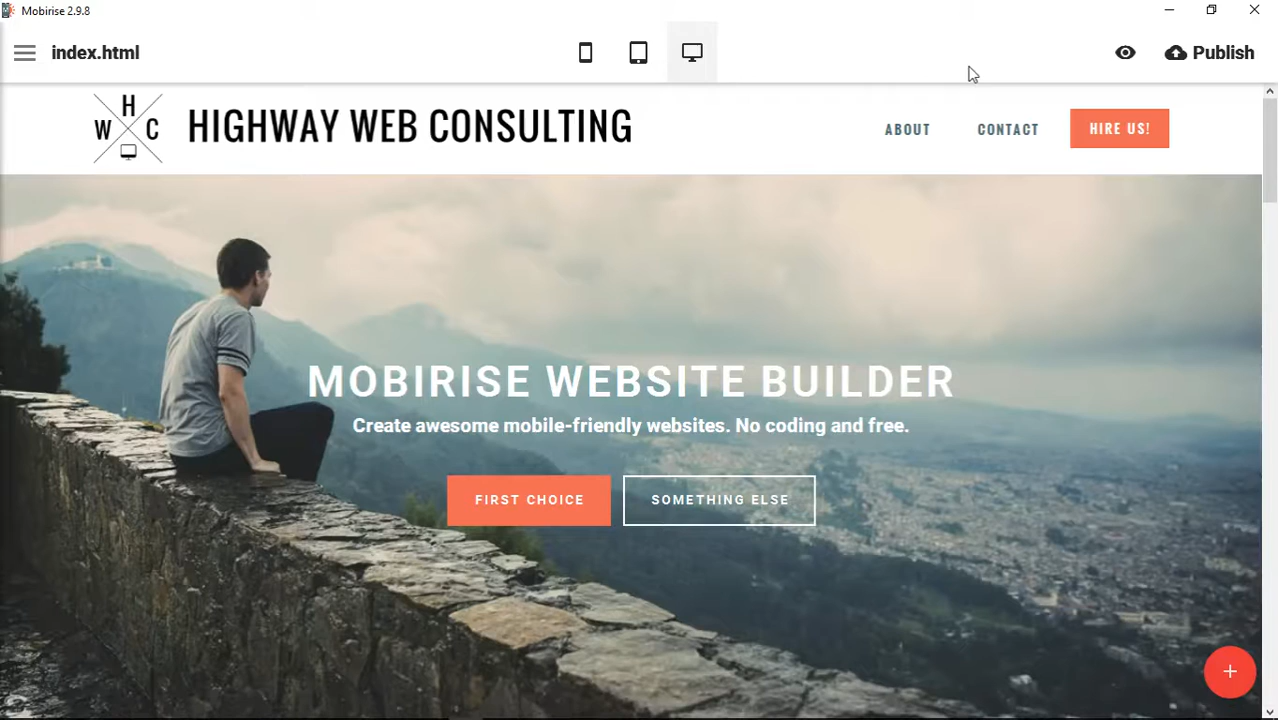 Mobirise 2.9.8
index.html
Publish
H
W C
HIGHWAY WEB CONSULTING
ABOUT CONTACT HIRE US!
MOBIRISE WEBSITE BUILDER
Create awesome mobile-friendly websites. No coding and free.
FIRST CHOICE SOMETHING ELSE